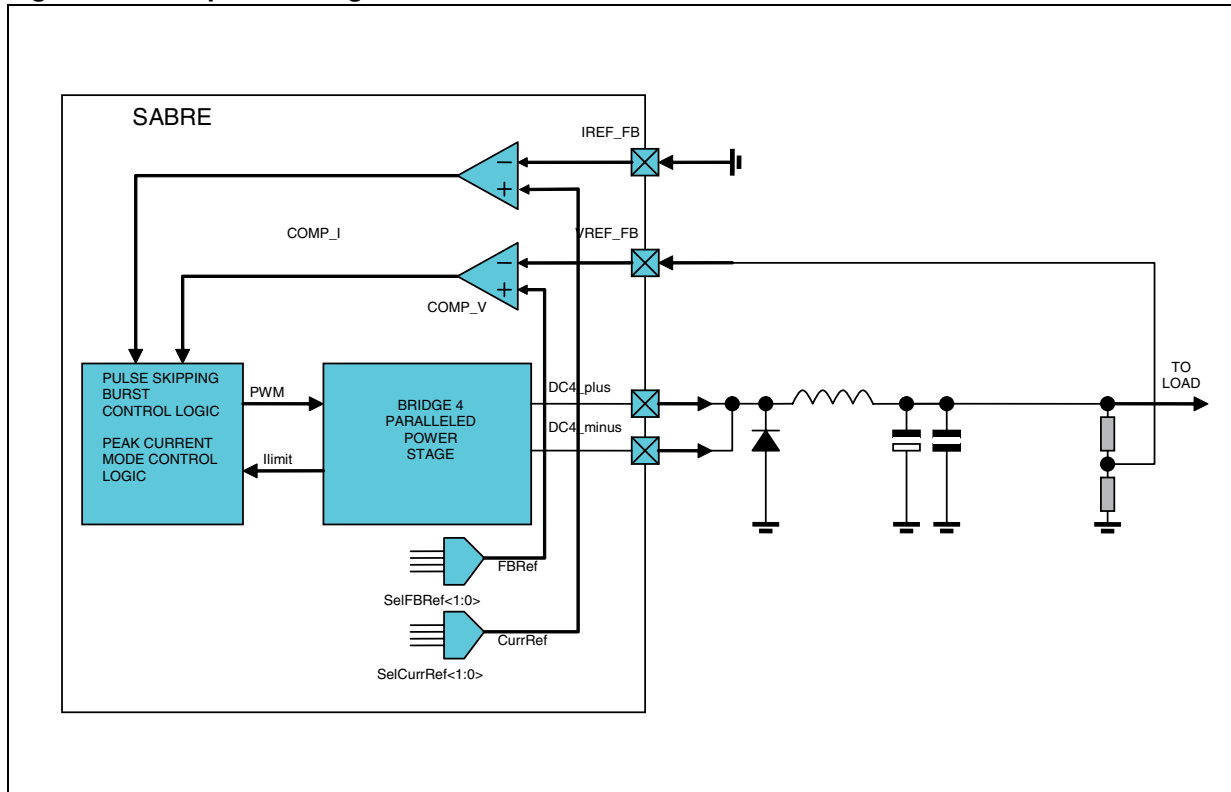 SABRE
IREF_FB
–
+
COMP_I
VREF_FB
–
+
COMP_V
PULSE SKIPPING
BURST
CONTROL LOGIC
PEAK CURRENT
MODE CONTROL
LOGIC
PWM
Ilimit
BRIDGE 4
PARALLELED
POWER
STAGE
DC4_plus
DC4_minus
TO
LOAD
FBRef
SelFBRef<1:0>
CurrRef
SelCurrRef<1:0>